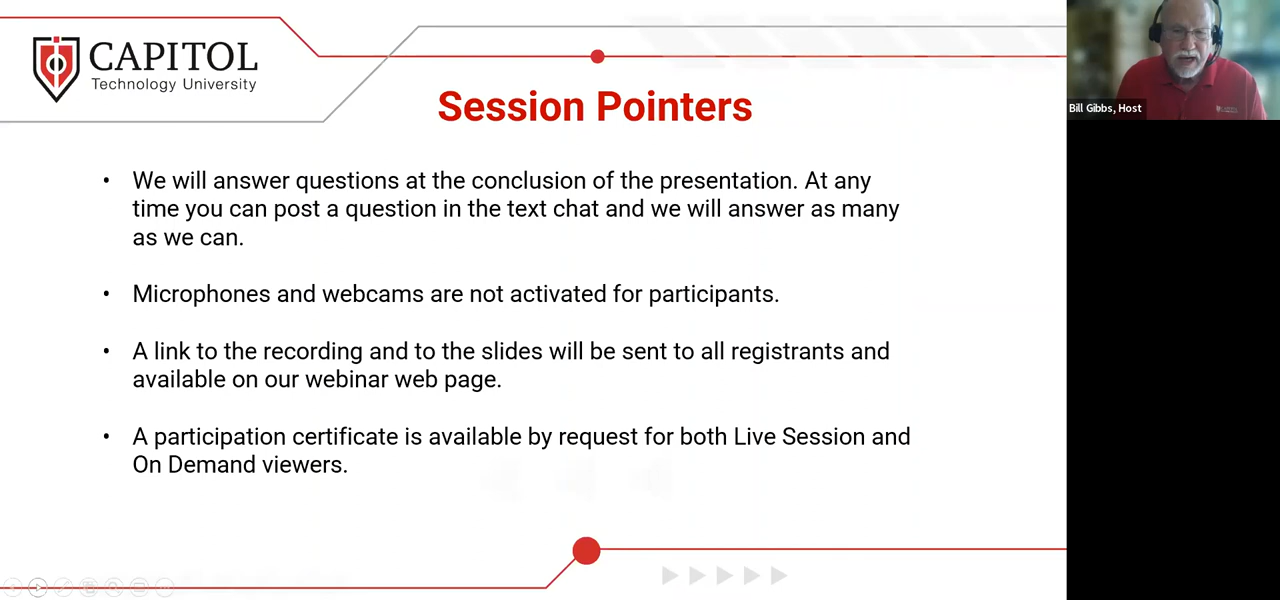 CAPITOL
Technology University
Session Pointers
• We will answer questions at the conclusion of the presentation. At any
time you can post a question in the text chat and we will answer as many
as we can.
• Microphones and webcams are not activated for participants.
• A link to the recording and to the slides will be sent to all registrants and
available on our webinar web page.
• A participation certificate is available by request for both Live Session and
On Demand viewers.
Bill Gibbs, Host